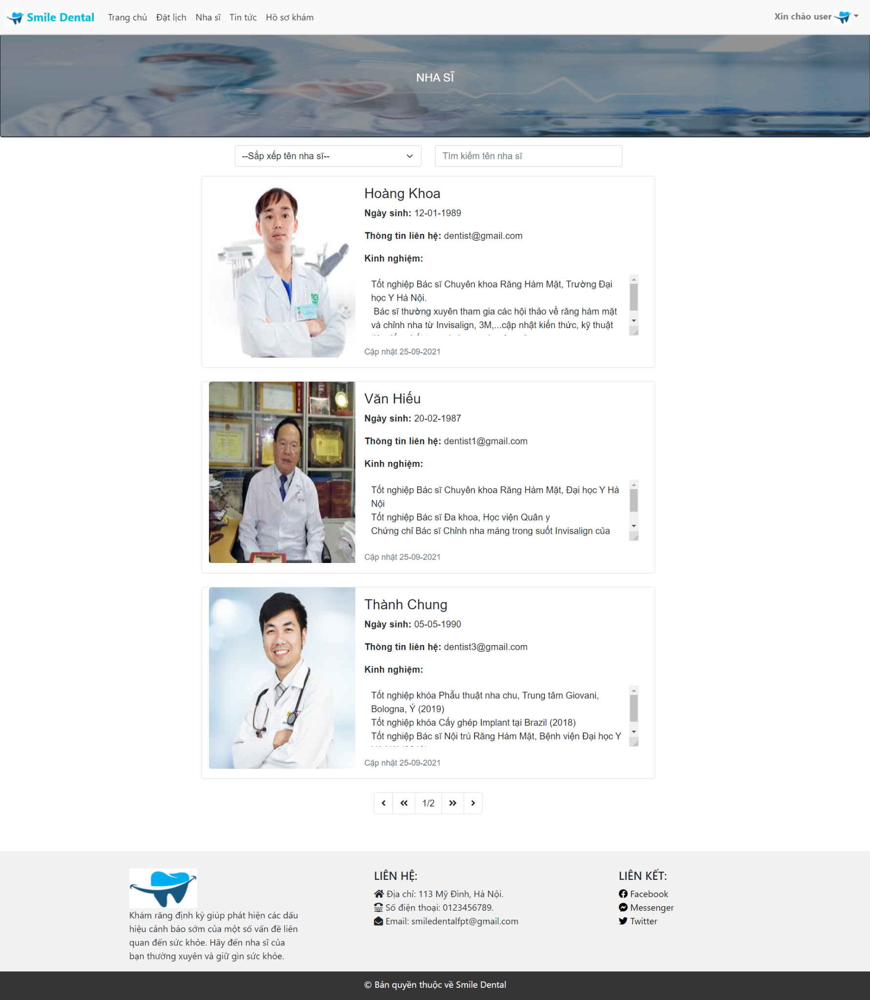 Smile Dental Trang chủ Đặt lịch Nha sĩ Tin tức Hồ sơ khám Xin chào user
NHA SĨ
--Sắp xếp tên nha sĩ-- Tìm kiếm tên nha sĩ
Hoàng Khoa
Ngày sinh: 12-01-1989
Thông tin liên hệ: dentist@gmail.com
Kinh nghiệm:
Tốt nghiệp Bác sĩ Chuyên khoa Răng Hàm Mặt, Trường Đại
học Y Hà Nội.
Bác sĩ thường xuyên tham gia các hội thảo về răng hàm mặt
và chỉnh nha từ Invisalign, 3M,...cập nhật kiến thức, kỹ thuật
Cập nhật 25-09-2021
Văn Hiếu
Ngày sinh: 20-02-1987
Thông tin liên hệ: dentist1@gmail.com
Kinh nghiệm:
Tốt nghiệp Bác sĩ Chuyên khoa Răng Hàm Mặt, Đại học Y Hà
Nội
Tốt nghiệp Bác sĩ Đa khoa, Học viện Quân y
Chứng chỉ Bác sĩ Chỉnh nha máng trong suốt Invisalign của
Cập nhật 25-09-2021
Thành Chung
Ngày sinh: 05-05-1990
Thông tin liên hệ: dentist3@gmail.com
Kinh nghiệm:
Tốt nghiệp khóa Phẫu thuật nha chu, Trung tâm Giovani,
Bologna, Ý (2019)
Tốt nghiệp khóa Cấy ghép Implant tại Brazil (2018)
Tốt nghiệp Bác sĩ Nội trú Răng Hàm Mặt, Bệnh viện Đại học Y
Cập nhật 25-09-2021
1/2
Khám răng định kỳ giúp phát hiện các dấu
hiệu cảnh báo sớm của một số vấn đề liên
quan đến sức khỏe. Hãy đến nha sĩ của
bạn thường xuyên và giữ gìn sức khỏe.
LIÊN HỆ:
Địa chỉ: 113 Mỹ Đình, Hà Nội.
Số điện thoại: 0123456789.
Email: smiledentalfpt@gmail.com
LIÊN KẾT:
Facebook
Messenger
Twitter
© Bản quyền thuộc về Smile Dental